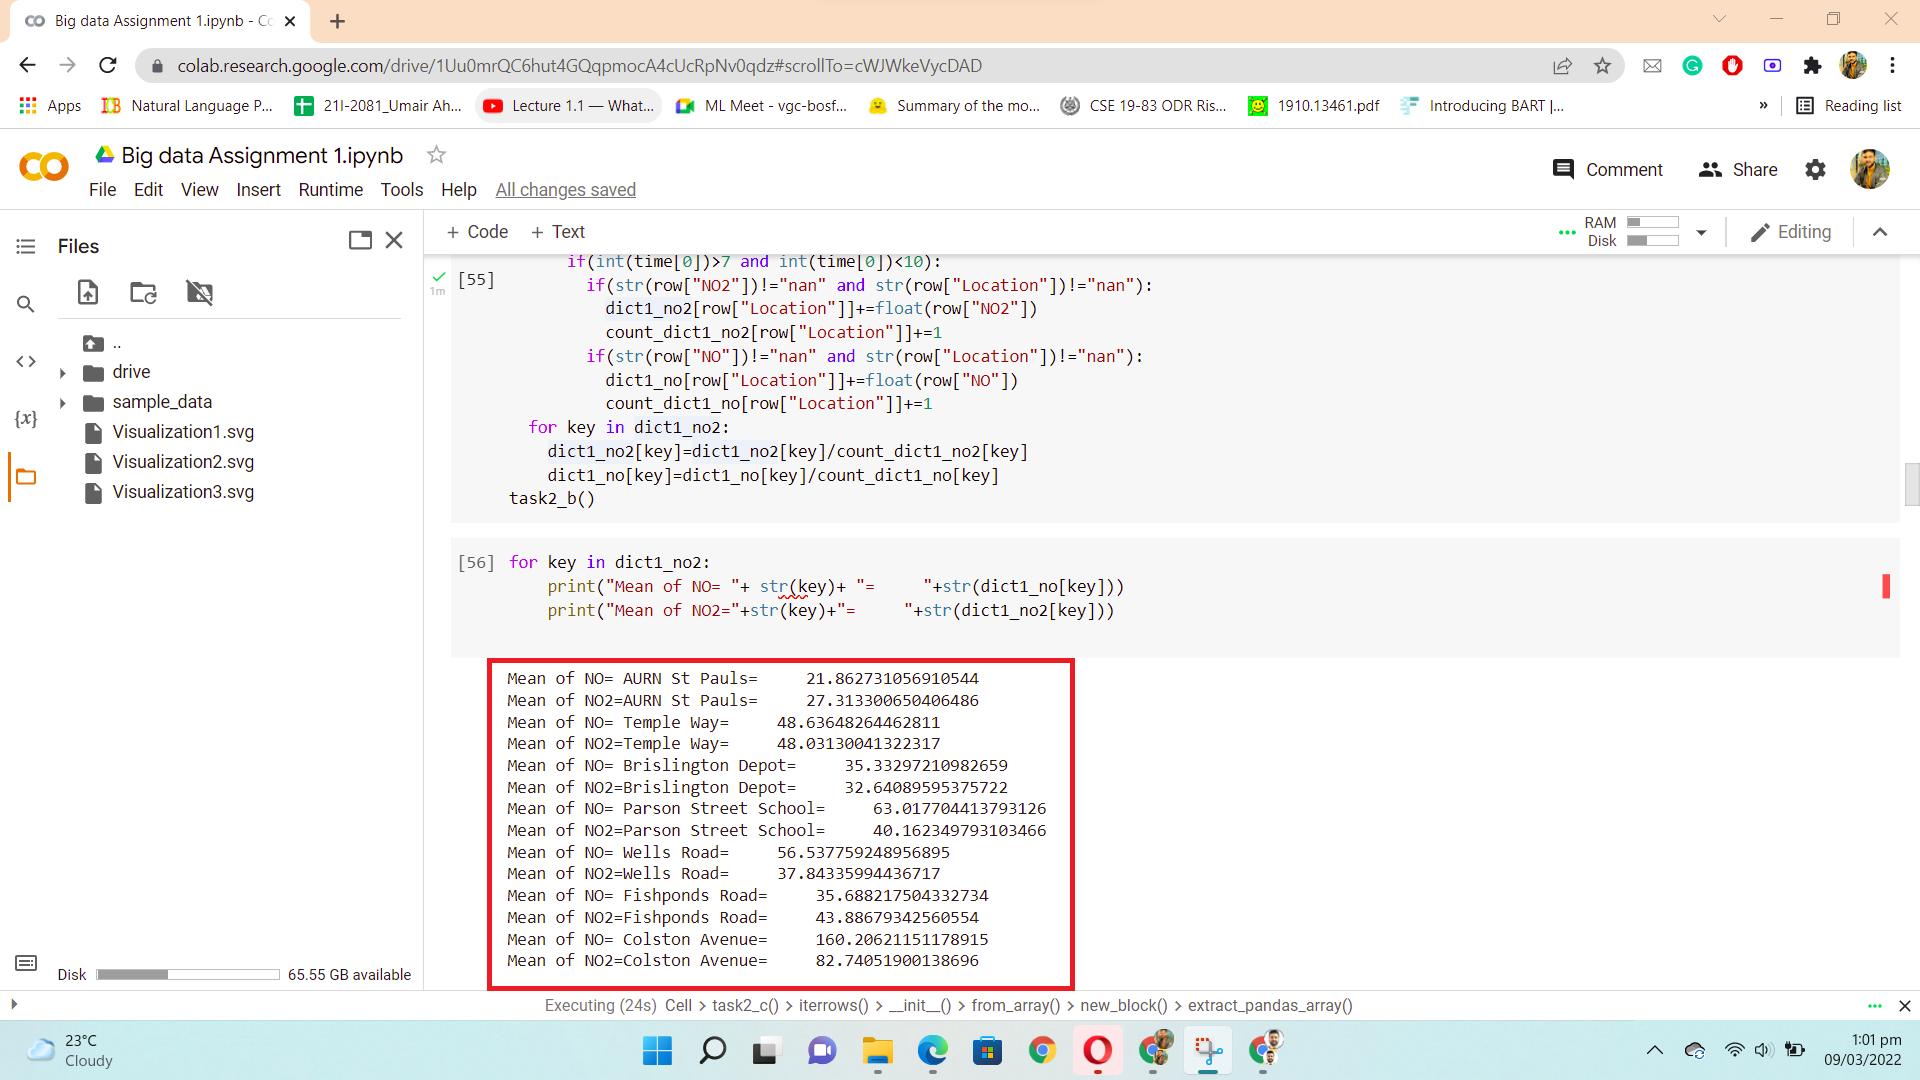 Big data Assignment 1.ipynb - Co
colab.research.google.com/drive/1Uu0mrQC6hut4GQqpmocA4cUcRpNv0qdz#scrollTo=cWJWkeVycDAD
Apps Natural Language P... 21I-2081_Umair Ah... Lecture 1.1 — What... ML Meet - vgc-bosf... Summary of the mo... CSE 19-83 ODR Ris... 1910.13461.pdf Introducing BART |... » Reading list
Big data Assignment 1.ipynb
Comment Share
File Edit View Insert Runtime Tools Help All changes saved
Files
+ Code + Text
RAM
Disk
Editing
..
drive
sample_data
Visualization1.svg
Visualization2.svg
Visualization3.svg
Disk 65.55 GB available
[55]
1m
if(int(time[0])>7 and int(time[0])<10):
if(str(row["NO2"])!="nan" and str(row["Location"])!="nan"):
dict1_no2[row["Location"]]+=float(row["NO2"])
count_dict1_no2[row["Location"]]+=1
if(str(row["NO"])!="nan" and str(row["Location"])!="nan"):
dict1_no[row["Location"]]+=float(row["NO"])
count_dict1_no[row["Location"]]+=1
for key in dict1_no2:
dict1_no2[key]=dict1_no2[key]/count_dict1_no2[key]
dict1_no[key]=dict1_no[key]/count_dict1_no[key]
task2_b()
[56] for key in dict1_no2:
print("Mean of NO= "+ str(key)+ "=     "+str(dict1_no[key]))
print("Mean of NO2="+str(key)+"=     "+str(dict1_no2[key]))
Mean of NO= AURN St Pauls=     21.862731056910544
Mean of NO2=AURN St Pauls=     27.313300650406486
Mean of NO= Temple Way=     48.63648264462811
Mean of NO2=Temple Way=     48.03130041322317
Mean of NO= Brislington Depot=     35.33297210982659
Mean of NO2=Brislington Depot=     32.64089595375722
Mean of NO= Parson Street School=     63.017704413793126
Mean of NO2=Parson Street School=     40.162349793103466
Mean of NO= Wells Road=     56.537759248956895
Mean of NO2=Wells Road=     37.84335994436717
Mean of NO= Fishponds Road=     35.688217504332734
Mean of NO2=Fishponds Road=     43.88679342560554
Mean of NO= Colston Avenue=     160.20621151178915
Mean of NO2=Colston Avenue=     82.74051900138696
Executing (24s) Cell > task2_c() > iterrows() > __init__() > from_array() > new_block() > extract_pandas_array()
23°C
Cloudy
1:01 pm
09/03/2022